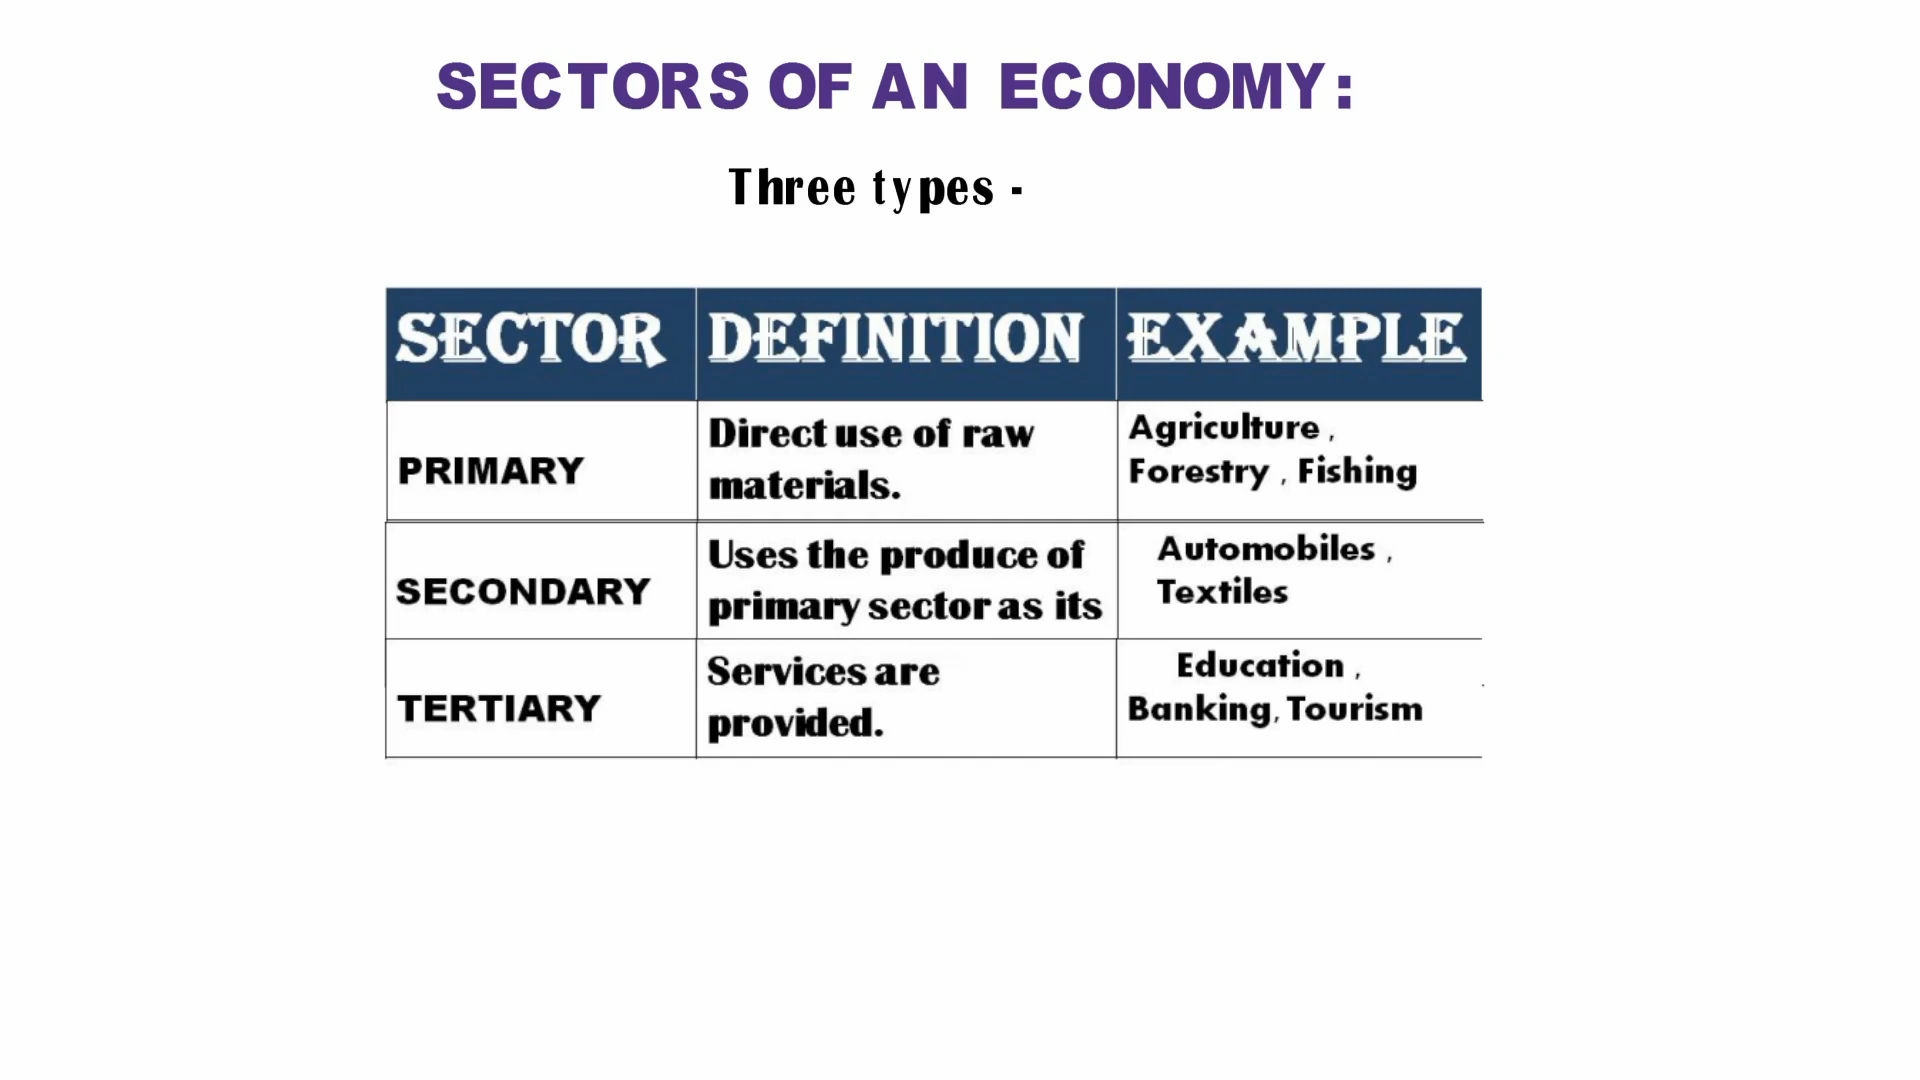 SECTORS OF AN ECONOMY:
Three types -
SECTOR DEFINITION EXAMPLE
PRIMARY
Direct use of raw
materials.
Agriculture ,
Forestry , Fishing
SECONDARY
Uses the produce of
primary sector as its
Automobiles ,
Textiles
TERTIARY
Services are
provided.
Education ,
Banking, Tourism